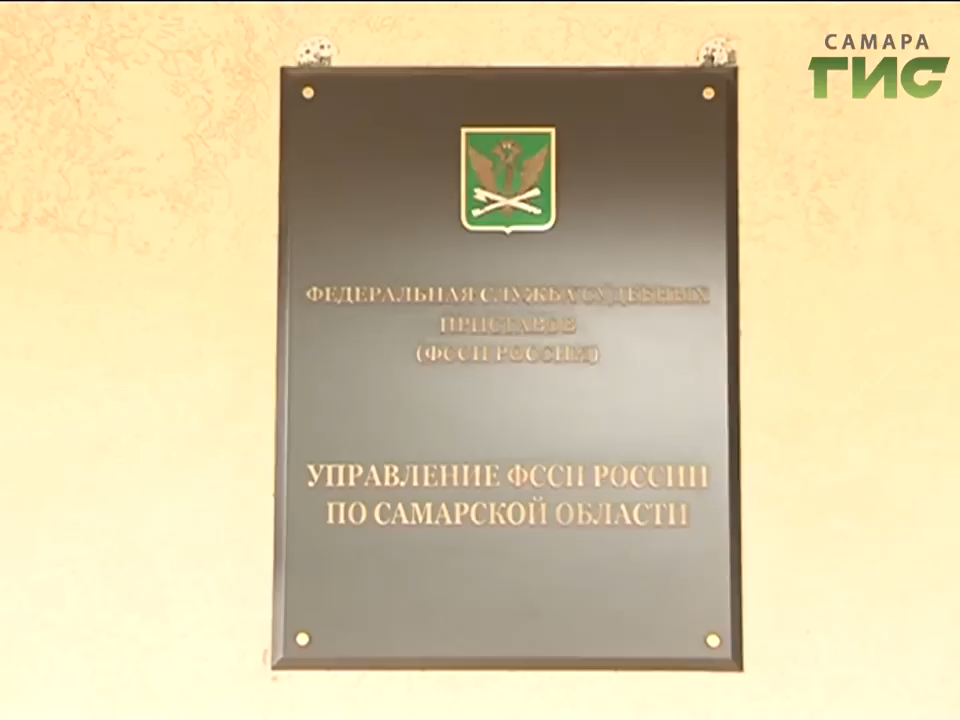 САМАРА
ГИС
ФЕДЕРАЛЬНАЯ СЛУЖБА СУДЕБНЫХ
ПРИСТАВОВ
(ФССП РОССИИ)
УПРАВЛЕНИЕ ФССП РОССИИ
ПО САМАРСКОЙ ОБЛАСТИ